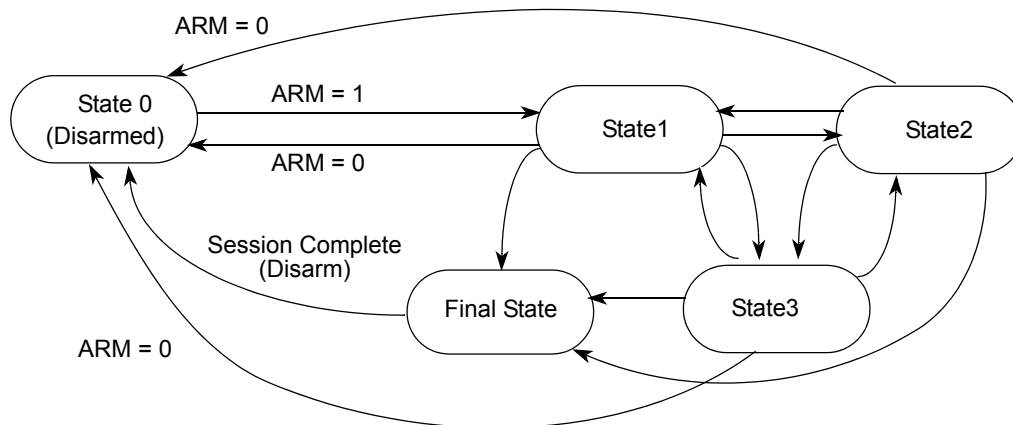 ARM = 0
State 0
(Disarmed)
ARM = 1
State1
State2
ARM = 0
Session Complete
(Disarm)
Final State
State3
ARM = 0